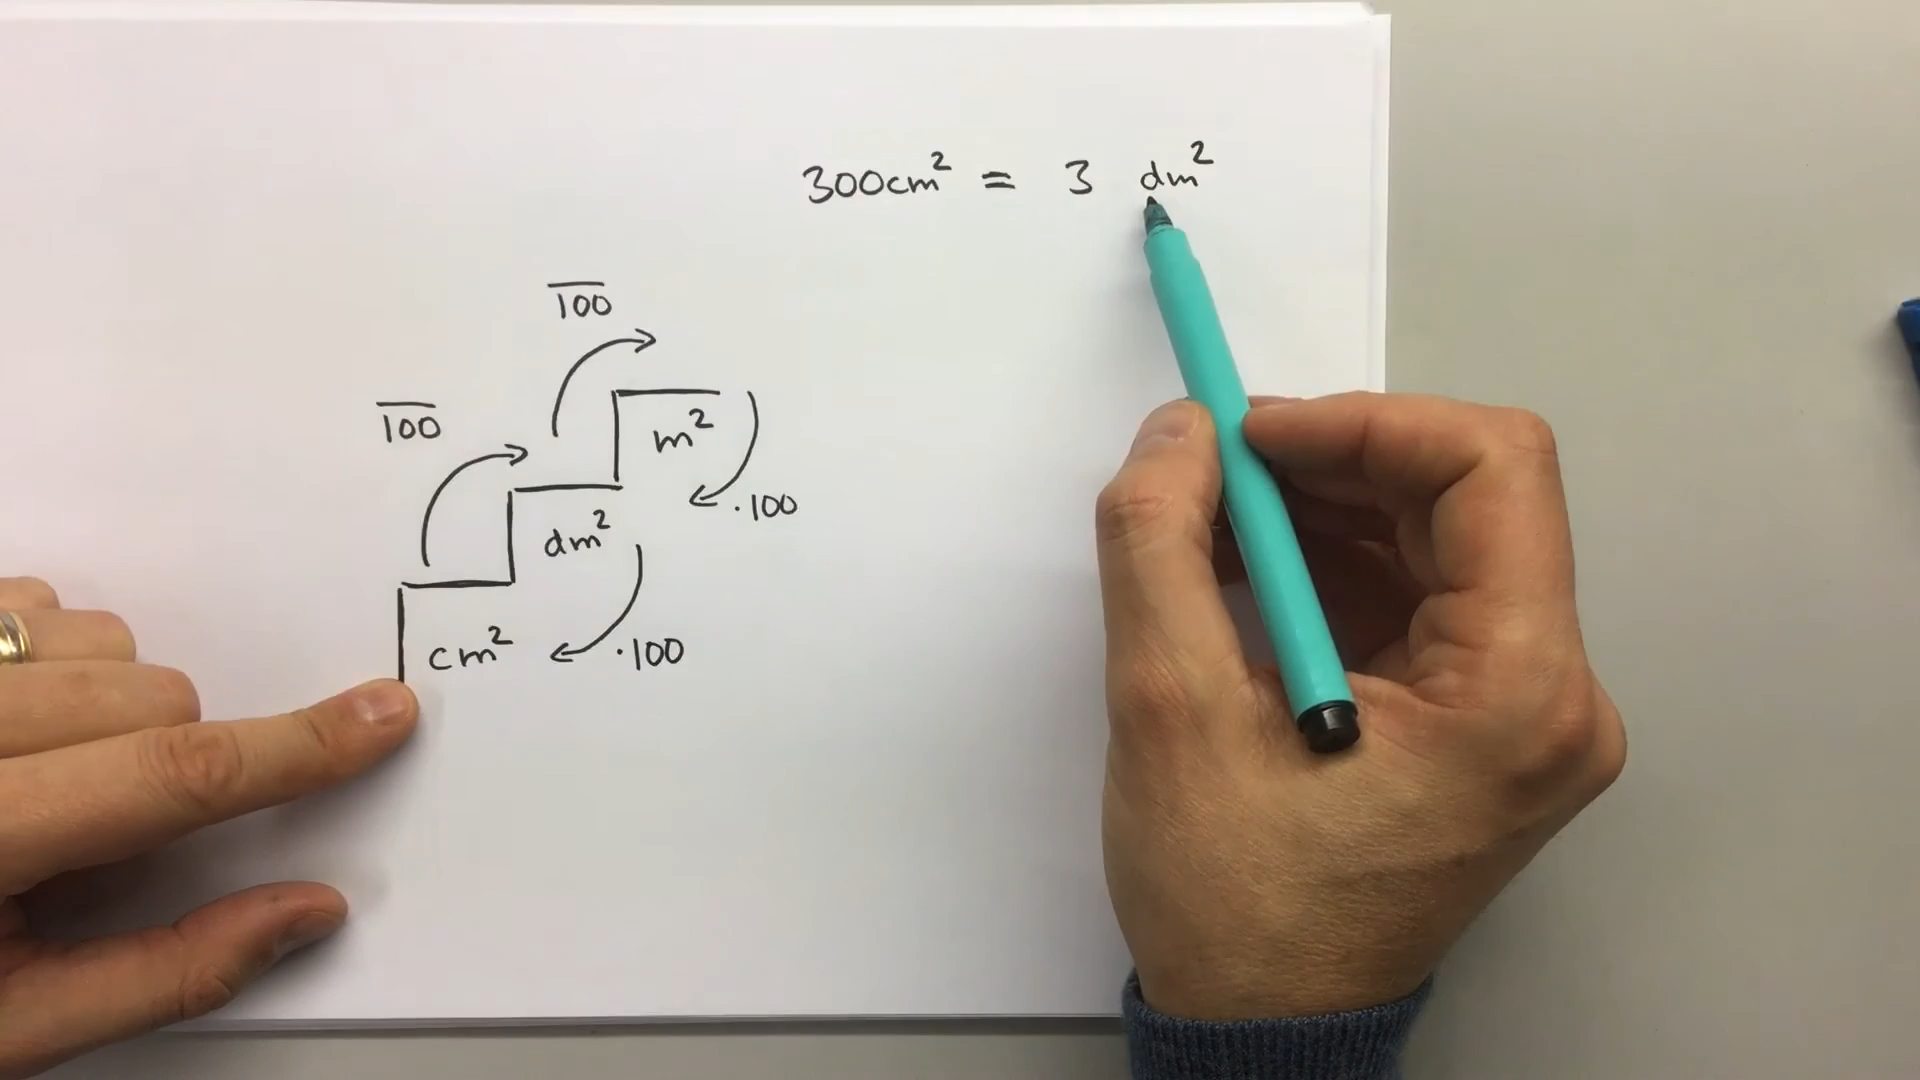 300cm² = 3 dm²
‾100
‾100
m²
·100
dm²
cm²
·100